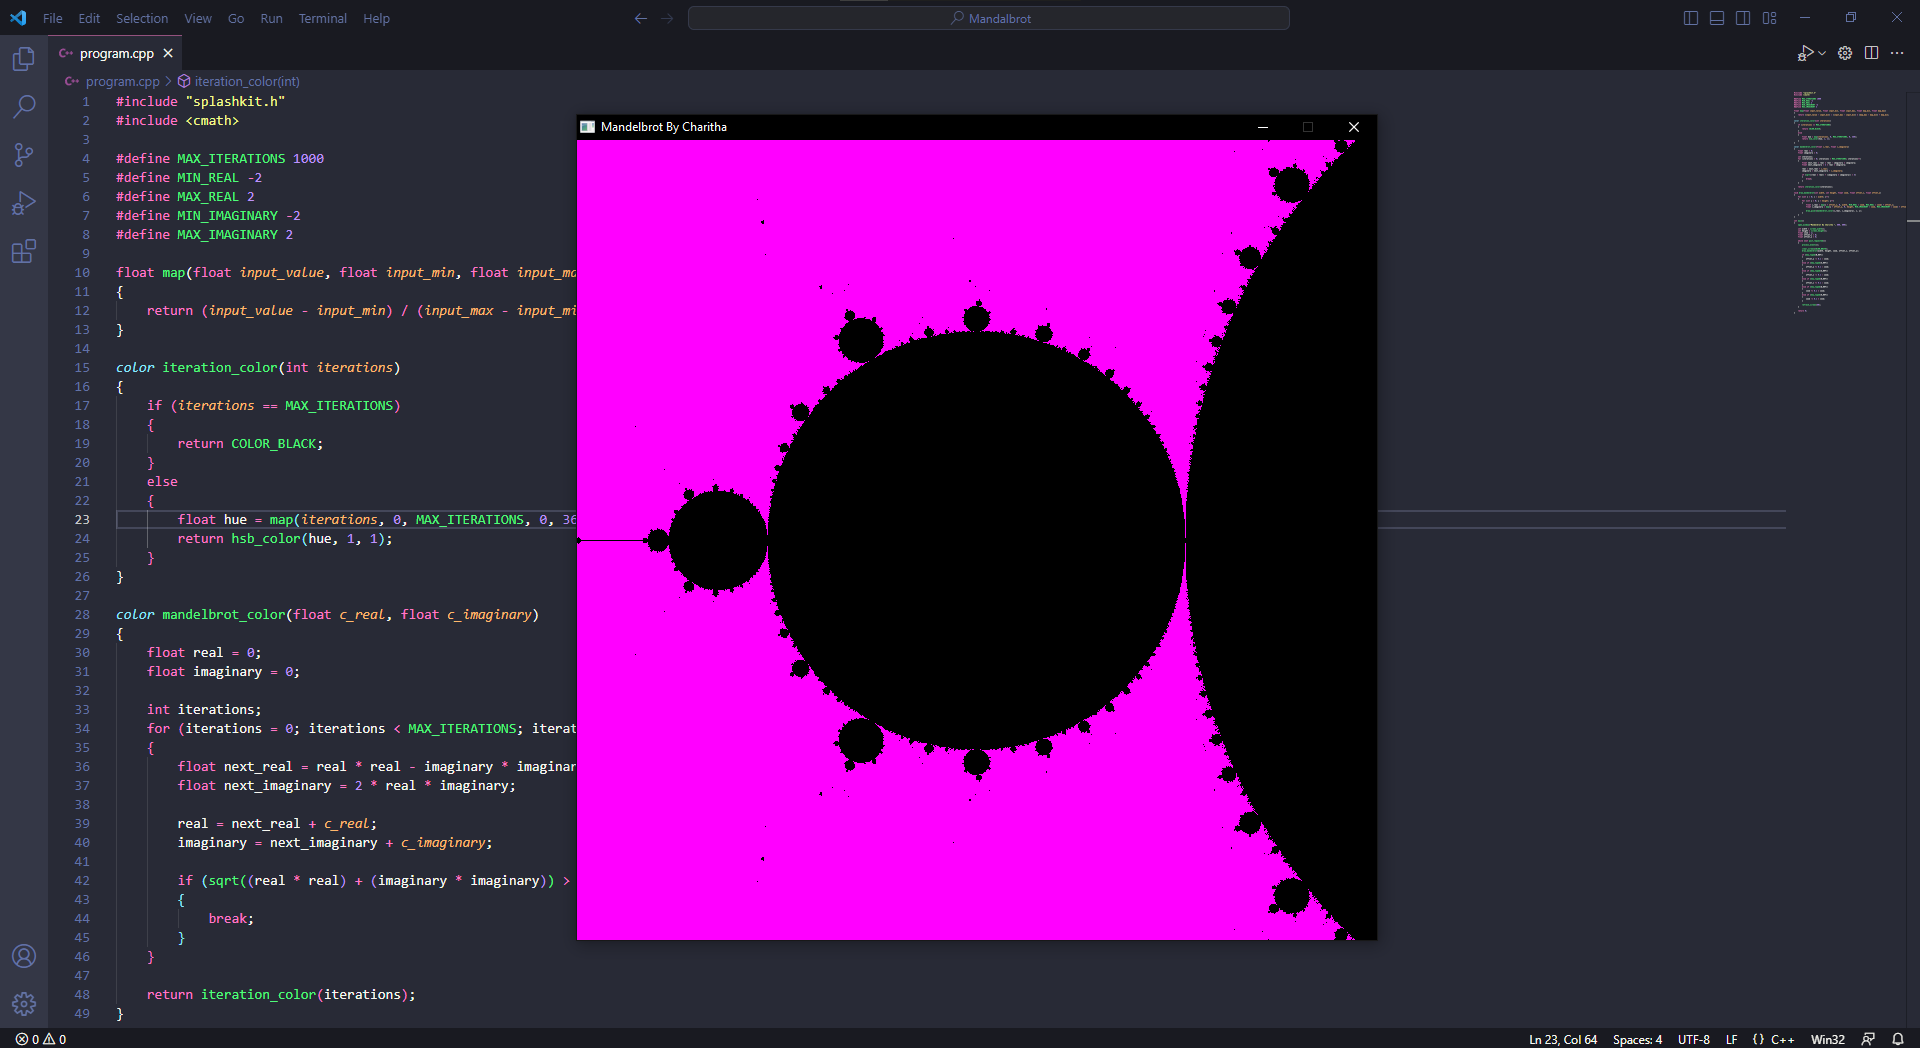 File Edit Selection View Go Run Terminal Help
Mandalbrot
program.cpp
program.cpp > iteration_color(int)
1 #include "splashkit.h"
2 #include <cmath>
3
4 #define MAX_ITERATIONS 1000
5 #define MIN_REAL -2
6 #define MAX_REAL 2
7 #define MIN_IMAGINARY -2
8 #define MAX_IMAGINARY 2
9
10 float map(float input_value, float input_min, float input_ma
11 {
12 return (input_value - input_min) / (input_max - input_mi
13 }
14
15 color iteration_color(int iterations)
16 {
17 if (iterations == MAX_ITERATIONS)
18 {
19 return COLOR_BLACK;
20 }
21 else
22 {
23 float hue = map(iterations, 0, MAX_ITERATIONS, 0, 36
24 return hsb_color(hue, 1, 1);
25 }
26 }
27
28 color mandelbrot_color(float c_real, float c_imaginary)
29 {
30 float real = 0;
31 float imaginary = 0;
32
33 int iterations;
34 for (iterations = 0; iterations < MAX_ITERATIONS; iterat
35 {
36 float next_real = real * real - imaginary * imaginar
37 float next_imaginary = 2 * real * imaginary;
38
39 real = next_real + c_real;
40 imaginary = next_imaginary + c_imaginary;
41
42 if (sqrt((real * real) + (imaginary * imaginary)) >
43 {
44 break;
45 }
46 }
47
48 return iteration_color(iterations);
49 }
Mandelbrot By Charitha
0 0
Ln 23, Col 64 Spaces: 4 UTF-8 LF {} C++ Win32